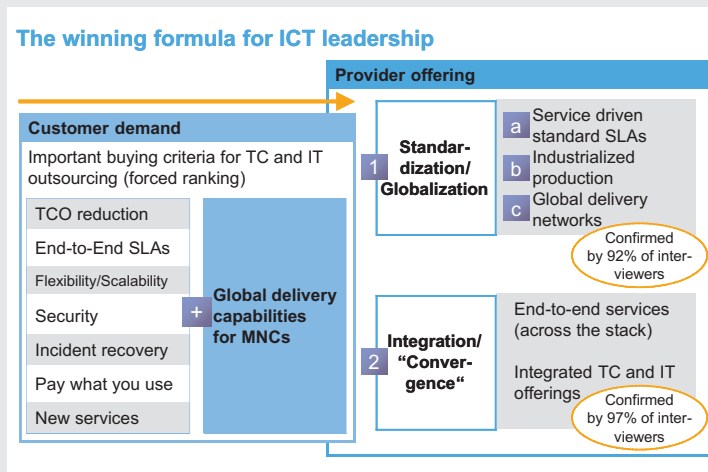 The winning formula for ICT leadership
Provider offering
Customer demand
Important buying criteria for TC and IT
outsourcing (forced ranking)
TCO reduction
End-to-End SLAs
Flexibility/Scalability
Security
Incident recovery
Pay what you use
New services
+
Global delivery
capabilities
for MNCs
1
Standar-
dization/
Globalization
a
Service driven
standard SLAs
b
Industrialized
production
c
Global delivery
networks
Confirmed
by 92% of inter-
viewers
2
Integration/
“Conver-
gence“
End-to-end services
(across the stack)
Integrated TC and IT
offerings
Confirmed
by 97% of inter-
viewers